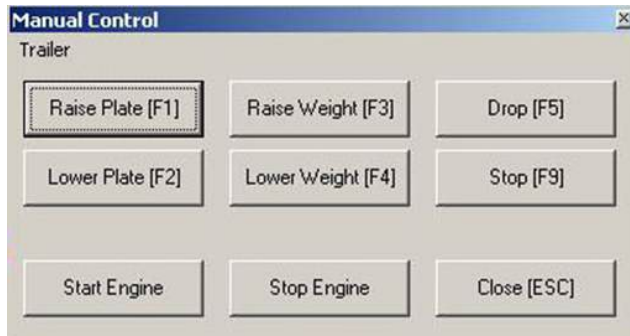 Manual Control
Trailer
Raise Plate [F1] Raise Weight [F3] Drop [F5]
Lower Plate [F2] Lower Weight [F4] Stop [F9]
Start Engine Stop Engine Close [ESC]